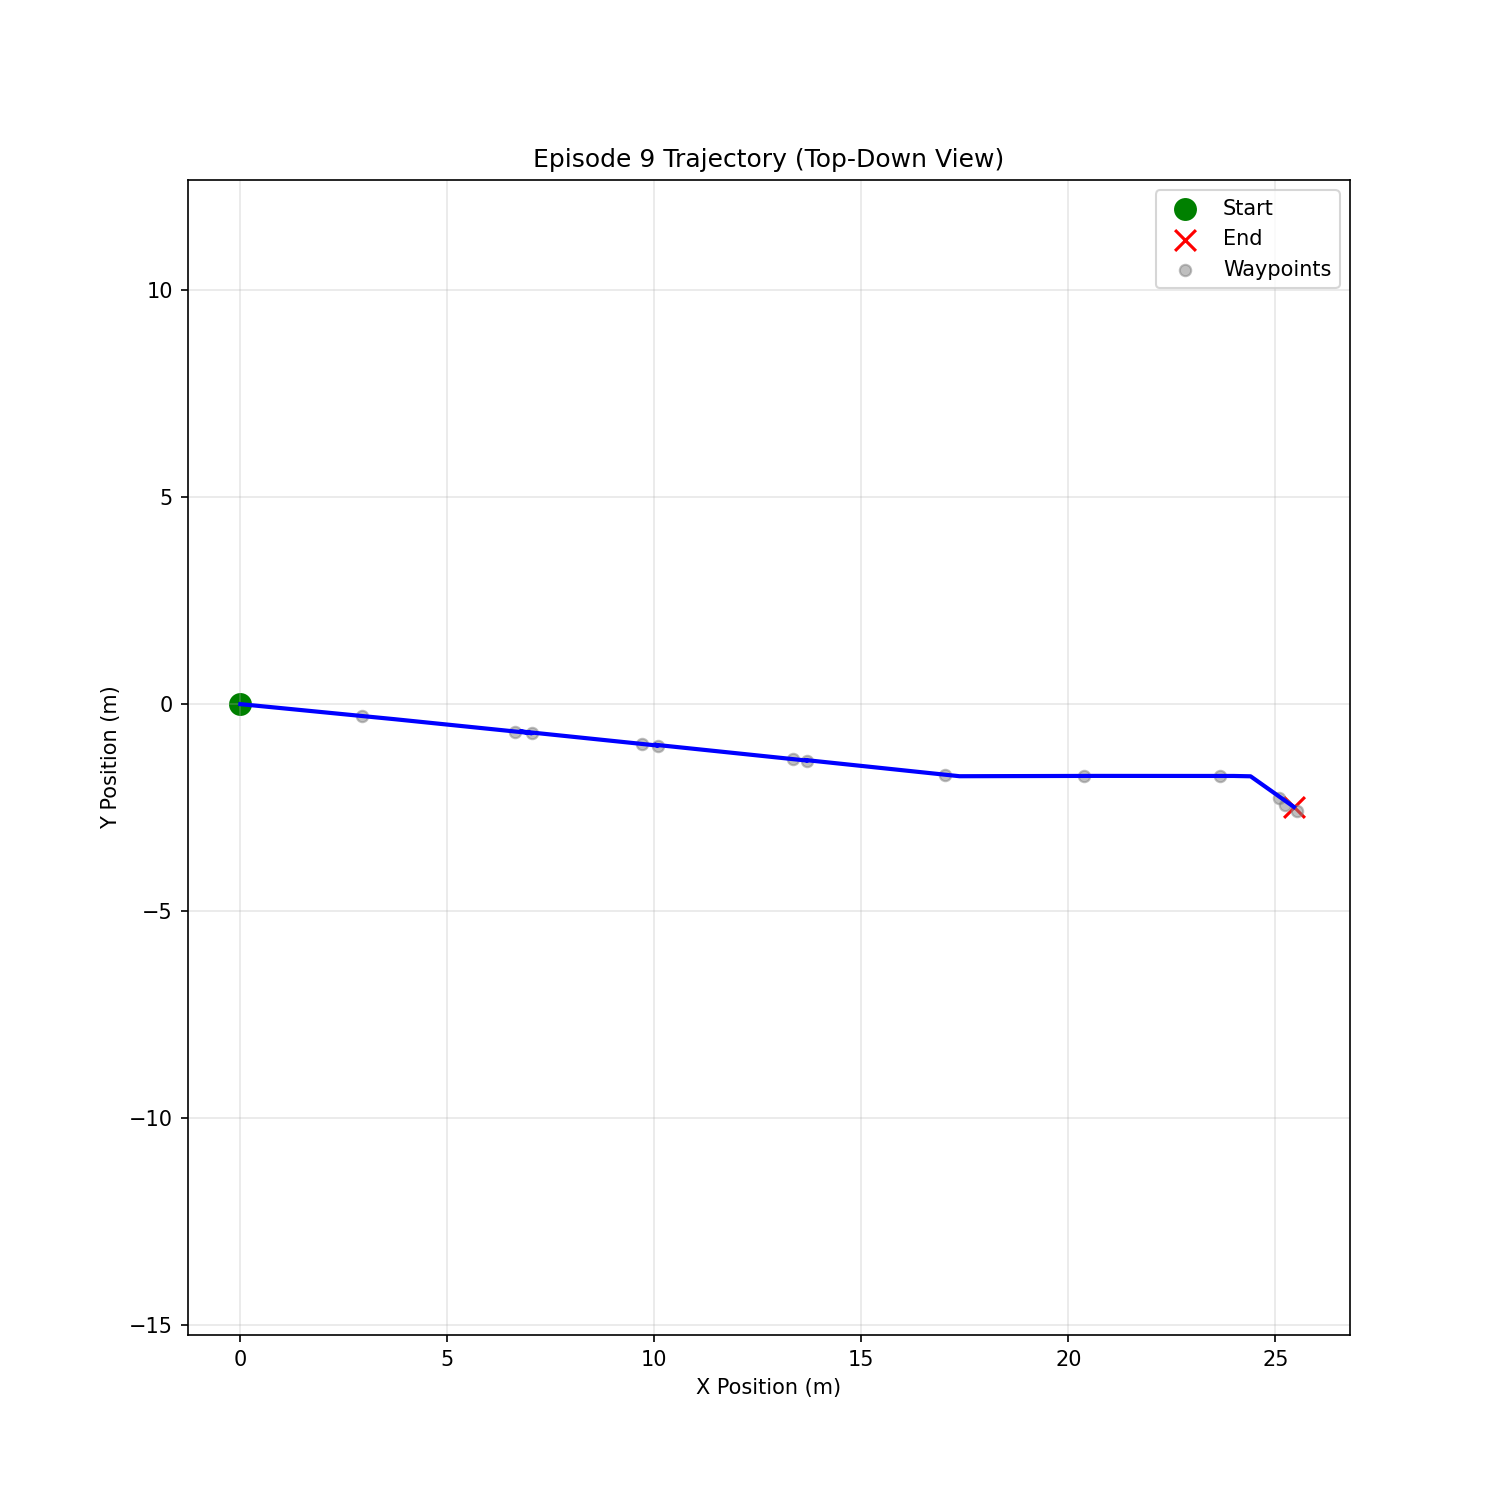 Episode 9 Trajectory (Top-Down View)
Start
End
Waypoints
10
5
0
−5
−10
−15
Y Position (m)
0 5 10 15 20 25
X Position (m)